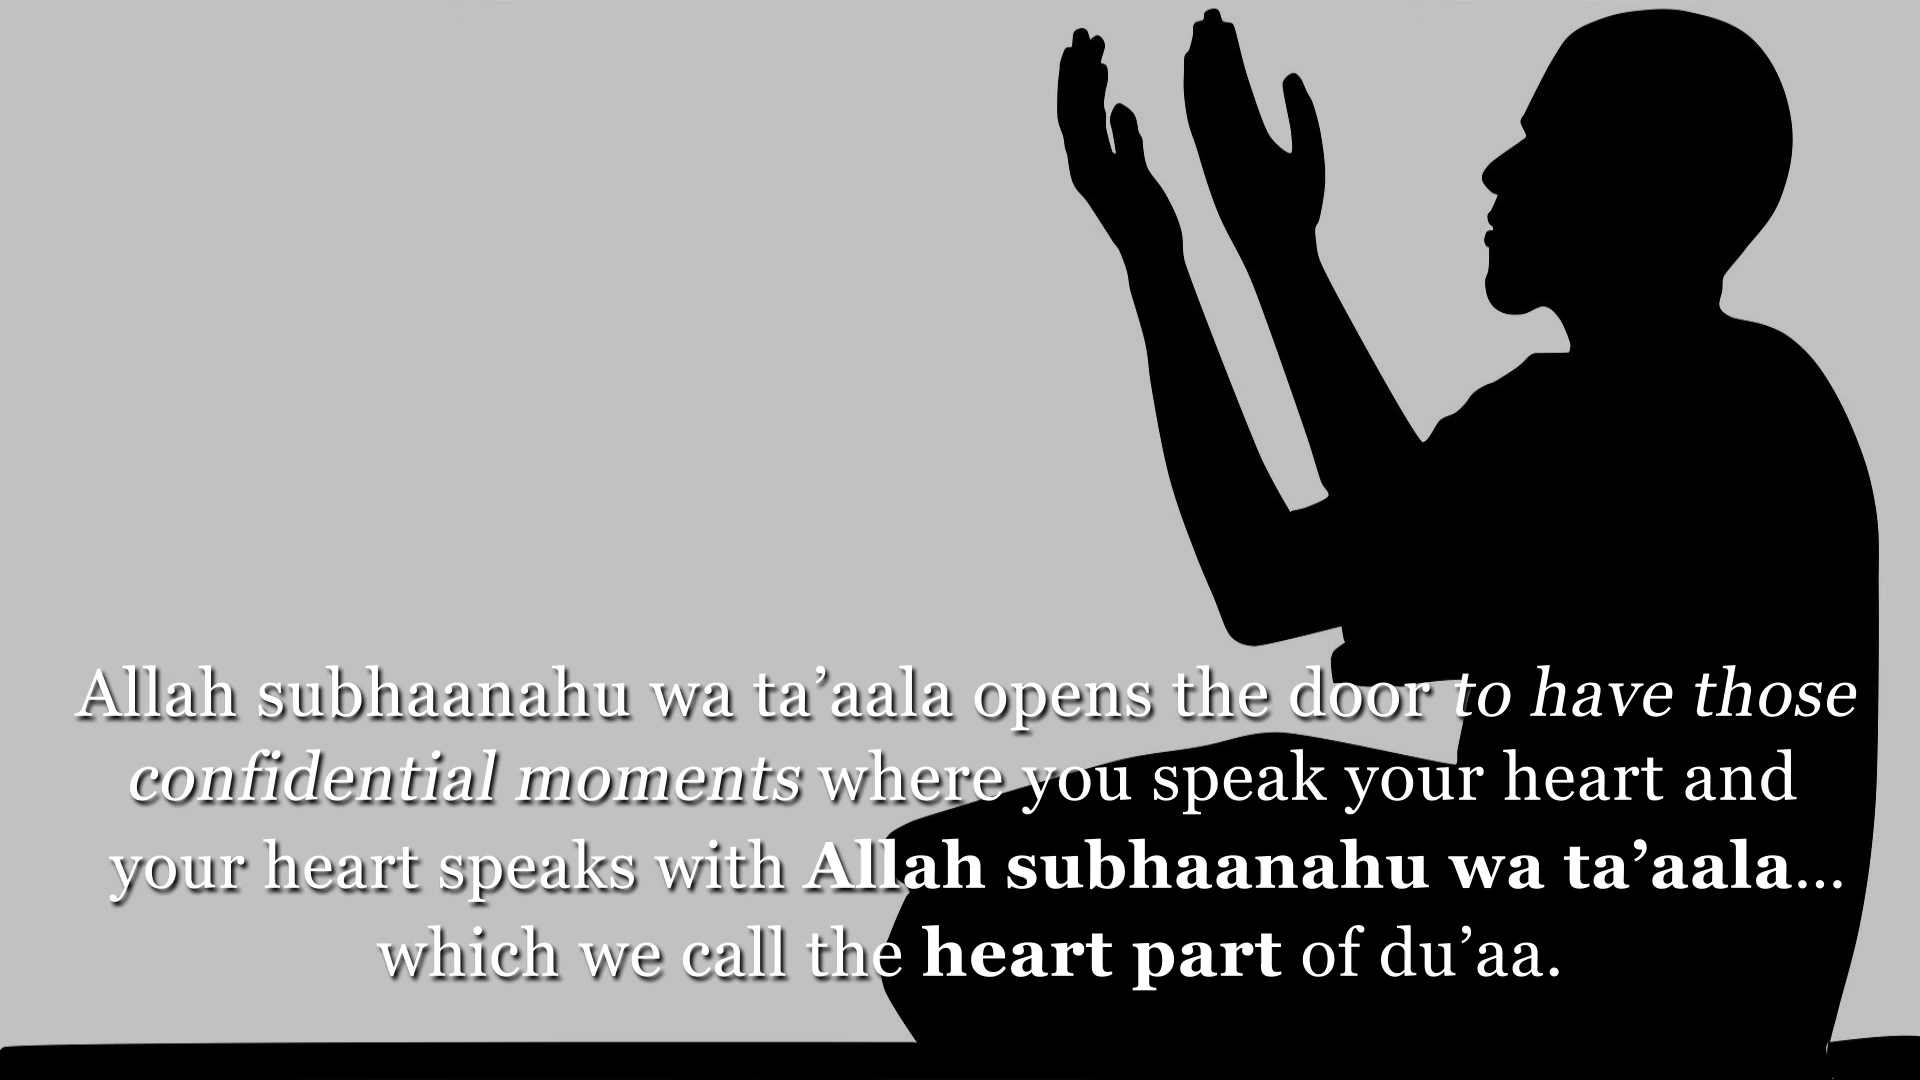 Allah subhaanahu wa ta’aala opens the door to have those
confidential moments where you speak your heart and
your heart speaks with Allah subhaanahu wa ta’aala...
which we call the heart part of du’aa.